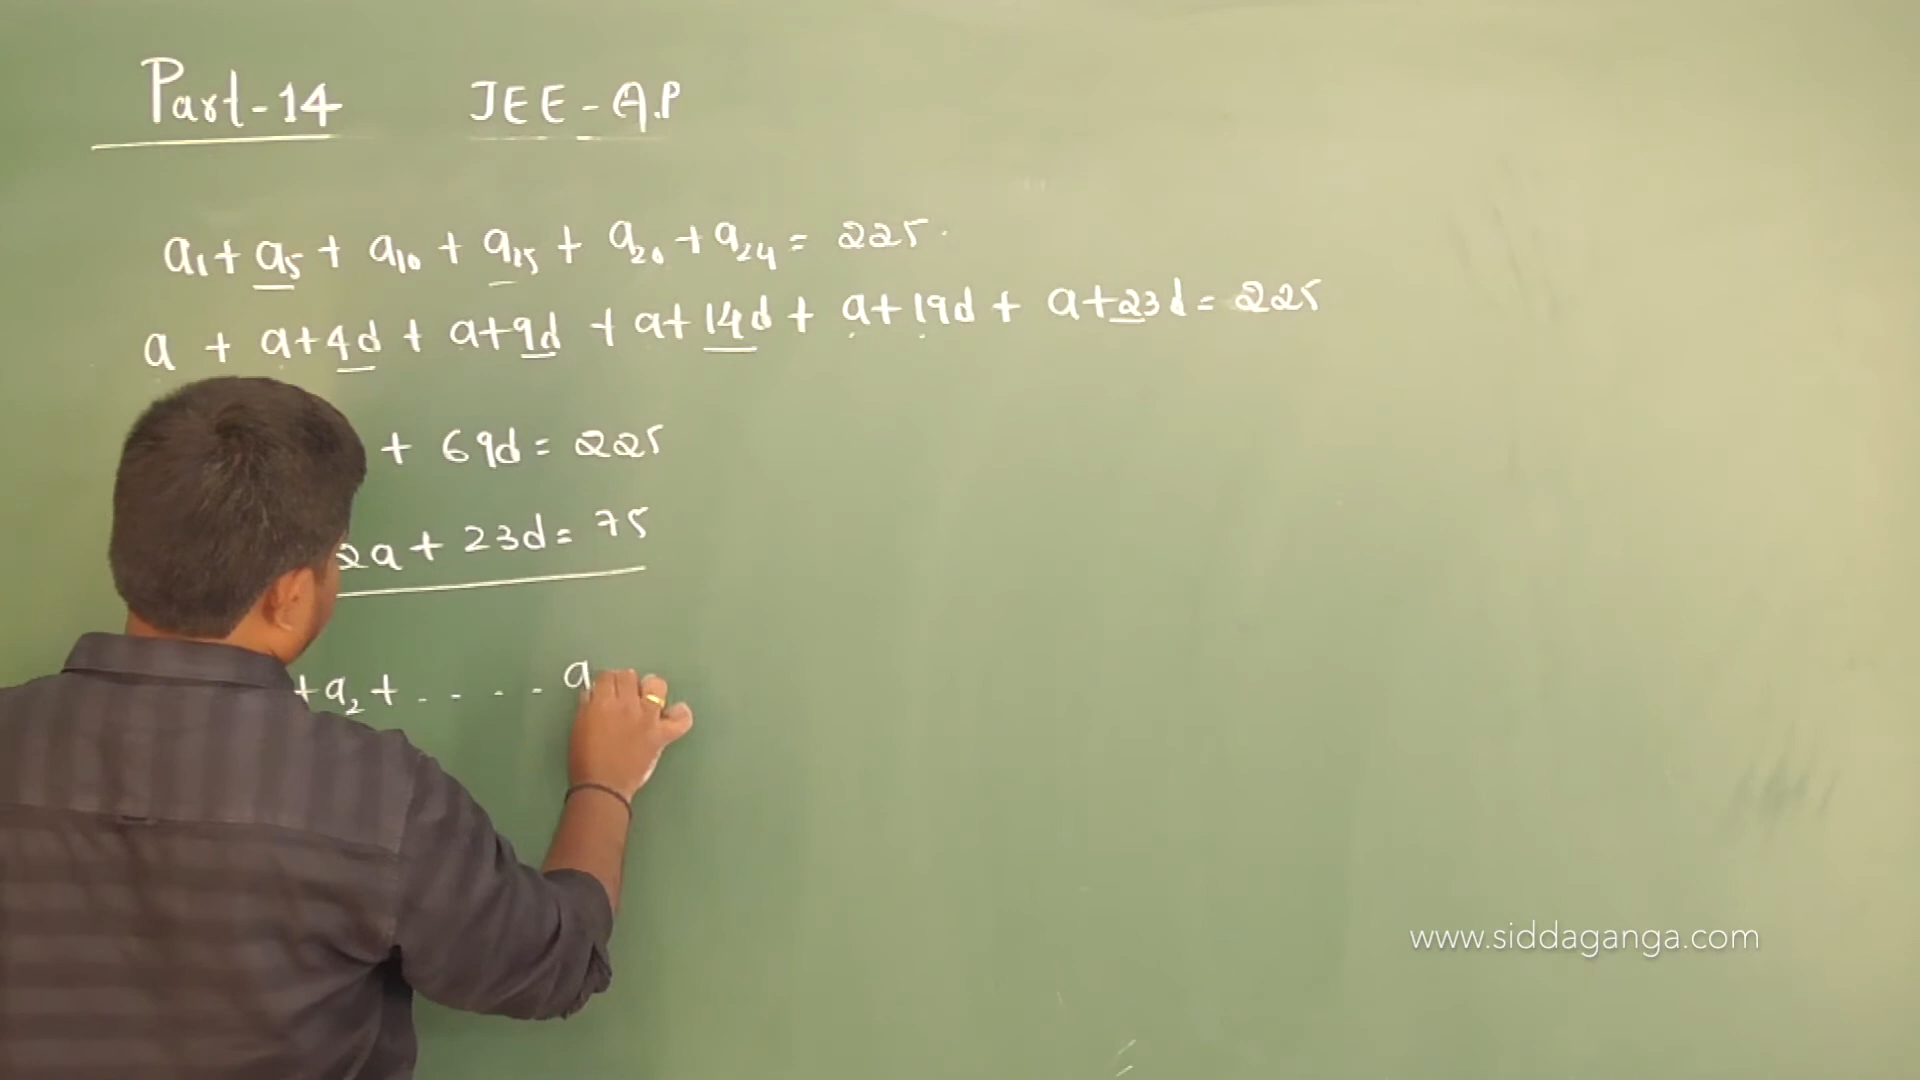 Part-14 JEE-A.P
a₁ + a₅ + a₁₀ + a₁₅ + a₂₀ + a₂₄ = 225.
a + a+4d + a+9d + a+14d + a+19d + a+23d = 225
+ 69d = 225
2a + 23d = 75
+a₂ + ..... a
www.siddaganga.com